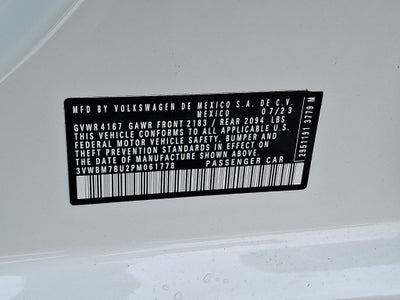 MFD. BY VOLKSWAGEN DE MEXICO S.A. DE C.V.
MEXICO 07/23
GVWR 4167 GAWR FRONT 2183 / REAR 2094 LBS
THIS VEHICLE CONFORMS TO ALL APPLICABLE U.S.
FEDERAL MOTOR VEHICLE SAFETY, BUMPER AND
THEFT PREVENTION STANDARDS IN EFFECT ON
THE DATE OF MANUFACTURE SHOWN ABOVE.
3VWBM7BU2PM061778 PASSENGER CAR
2951191 3779 M